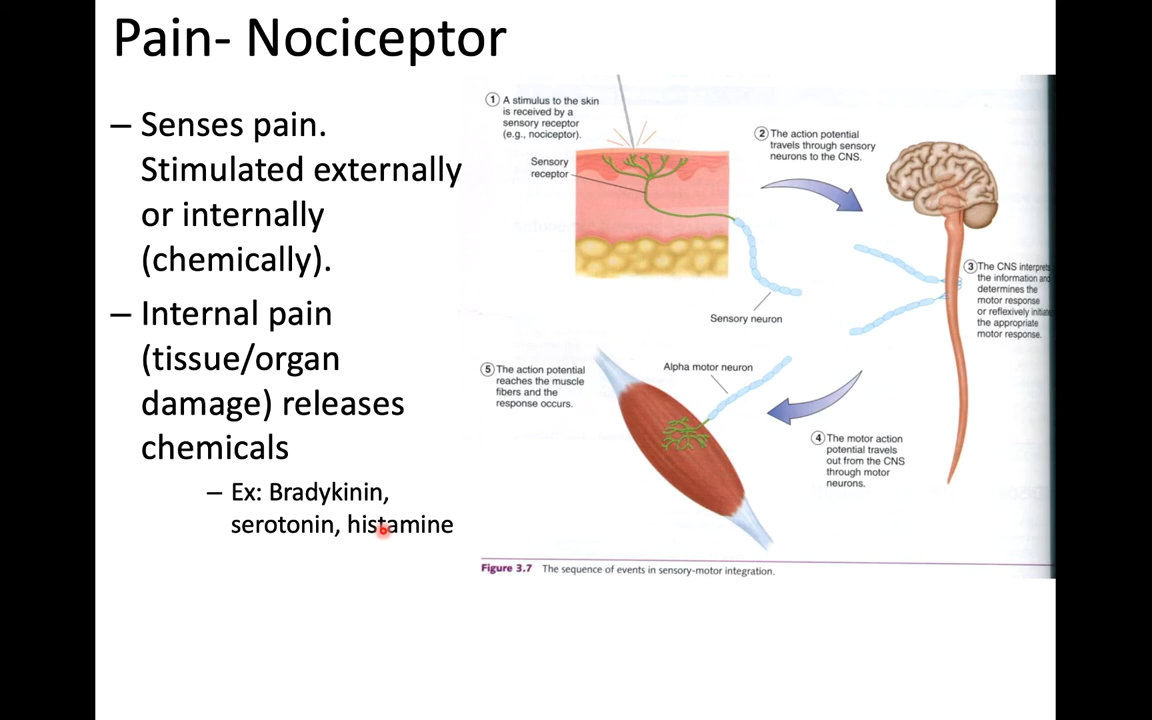 Pain- Nociceptor
– Senses pain.
Stimulated externally
or internally
(chemically).
– Internal pain
(tissue/organ
damage) releases
chemicals
– Ex: Bradykinin,
serotonin, histamine
1 A stimulus to the skin
is received by a
sensory receptor
(e.g., nociceptor).
Sensory
receptor
2 The action potential
travels through sensory
neurons to the CNS.
Sensory neuron
3 The CNS interprets
the information and
determines the
motor response
or reflexively
the appropriate
motor response.
Alpha motor neuron
4 The motor action
potential travels
out from the CNS
through motor
neurons.
5 The action potential
reaches the muscle
fibers and the
response occurs.
Figure 3.7 The sequence of events in sensory-motor integration.